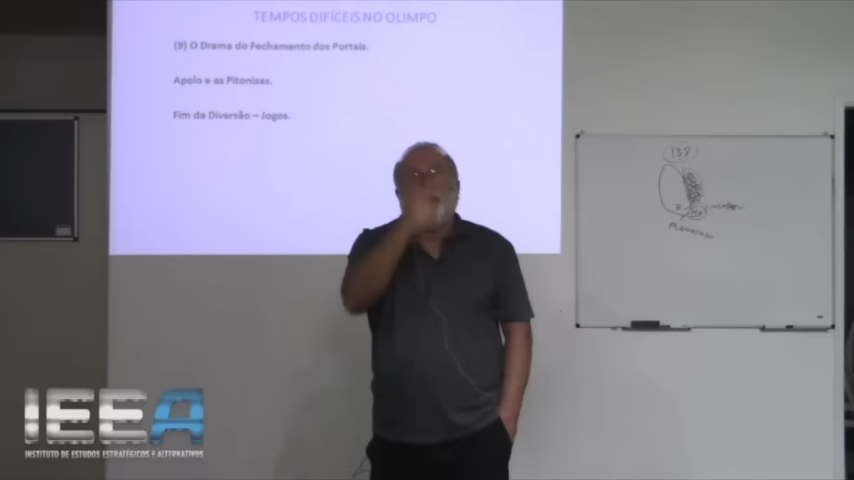 TEMPOS DIFÍCEIS NO OLIMPO
(9) O Drama do Fechamento dos Portais.
Apolo e as Pitonisas.
Fim da Diversão – Jogos.
138
IEEA
INSTITUTO DE ESTUDOS ESTRATÉGICOS E ALTERNATIVOS